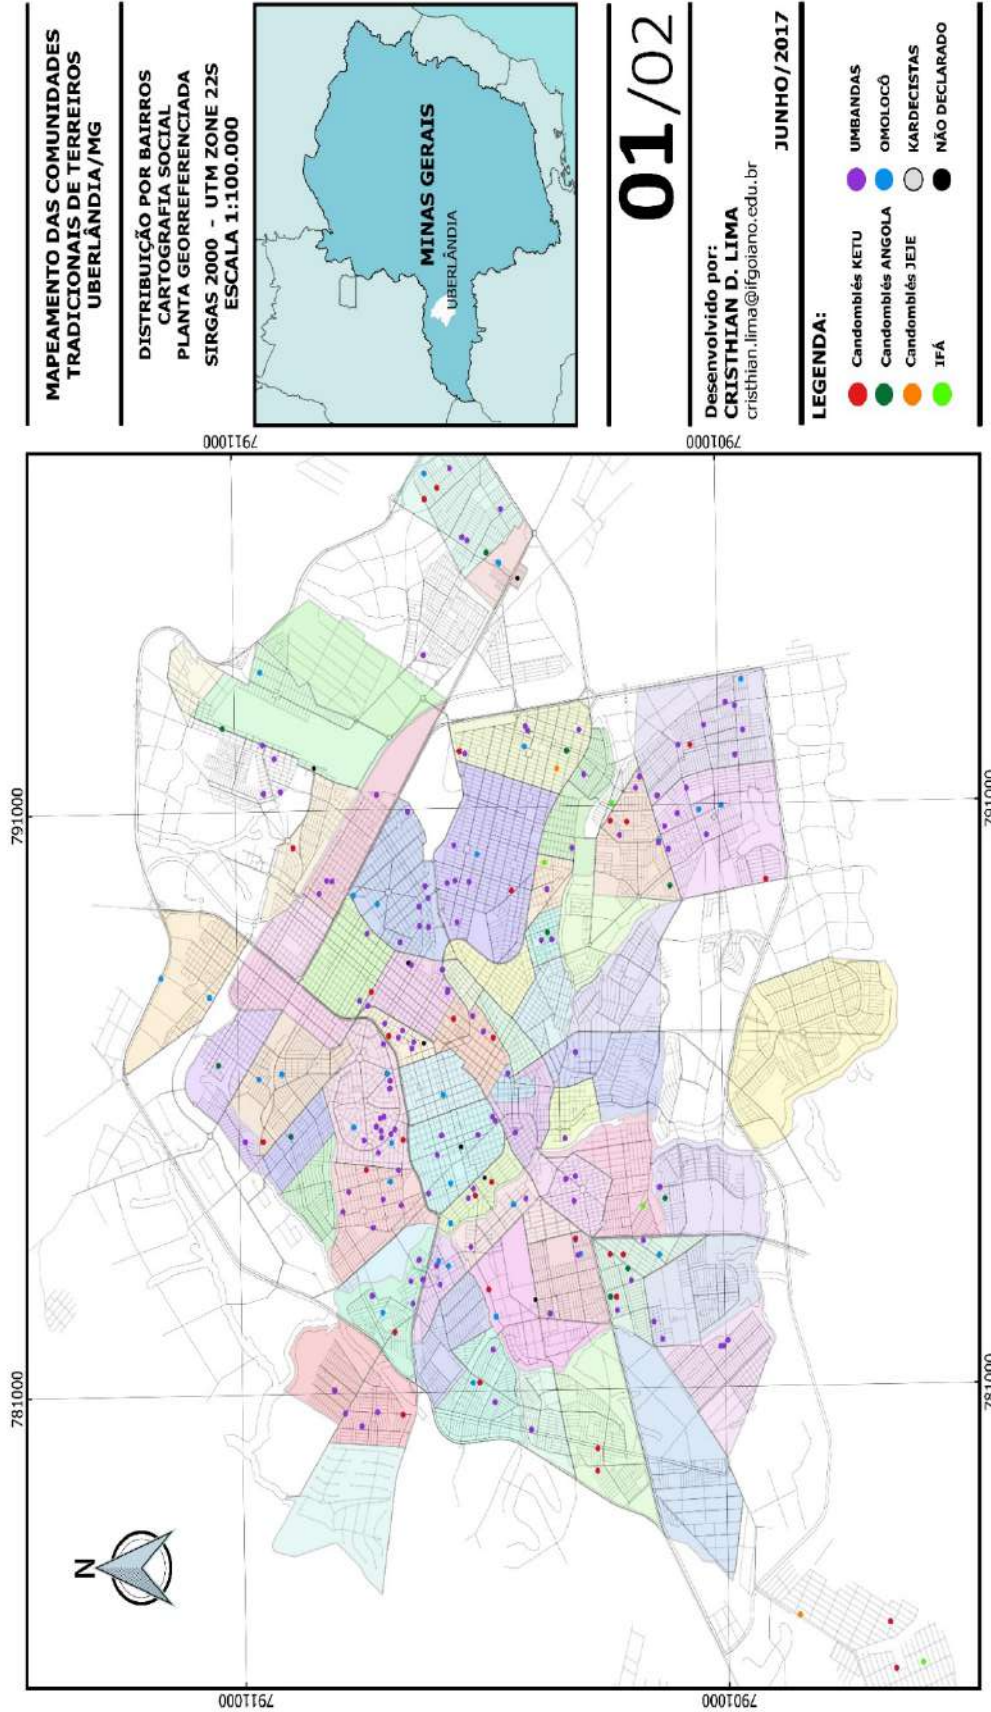 MAPEAMENTO DAS COMUNIDADES
TRADICIONAIS DE TERREIROS
UBERLÂNDIA/MG
DISTRIBUIÇÃO POR BAIRROS
CARTOGRAFIA SOCIAL
PLANTA GEORREFERENCIADA
SIRGAS 2000 - UTM ZONE 22S
ESCALA 1:100.000
MINAS GERAIS
UBERLÂNDIA
01/02
Desenvolvido por:
CRISTHIAN D. LIMA
cristhian.lima@ifgoiano.edu.br
JUNHO/2017
LEGENDA:
Candomblés KETU
Candomblés ANGOLA
Candomblés JEJE
IFÁ
UMBANDAS
OMOLOCÔ
KARDECISTAS
NÃO DECLARADO
N
781000
791000
7911000
7901000
7911000
7901000
781000
791000